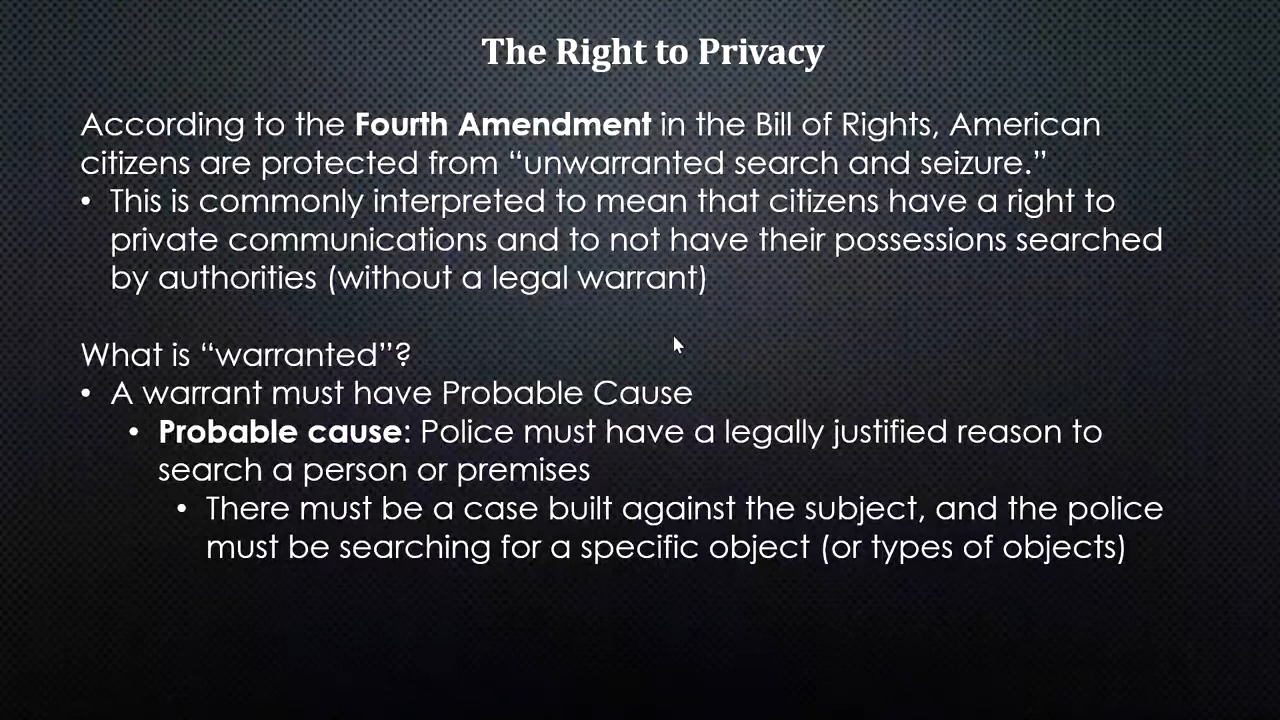 The Right to Privacy
According to the Fourth Amendment in the Bill of Rights, American
citizens are protected from “unwarranted search and seizure.”
• This is commonly interpreted to mean that citizens have a right to
private communications and to not have their possessions searched
by authorities (without a legal warrant)
What is “warranted”?
• A warrant must have Probable Cause
• Probable cause: Police must have a legally justified reason to
search a person or premises
• There must be a case built against the subject, and the police
must be searching for a specific object (or types of objects)